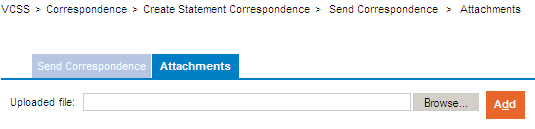 VCSS > Correspondence > Create Statement Correspondence > Send Correspondence > Attachments
Send Correspondence Attachments
Uploaded file: Browse... Add